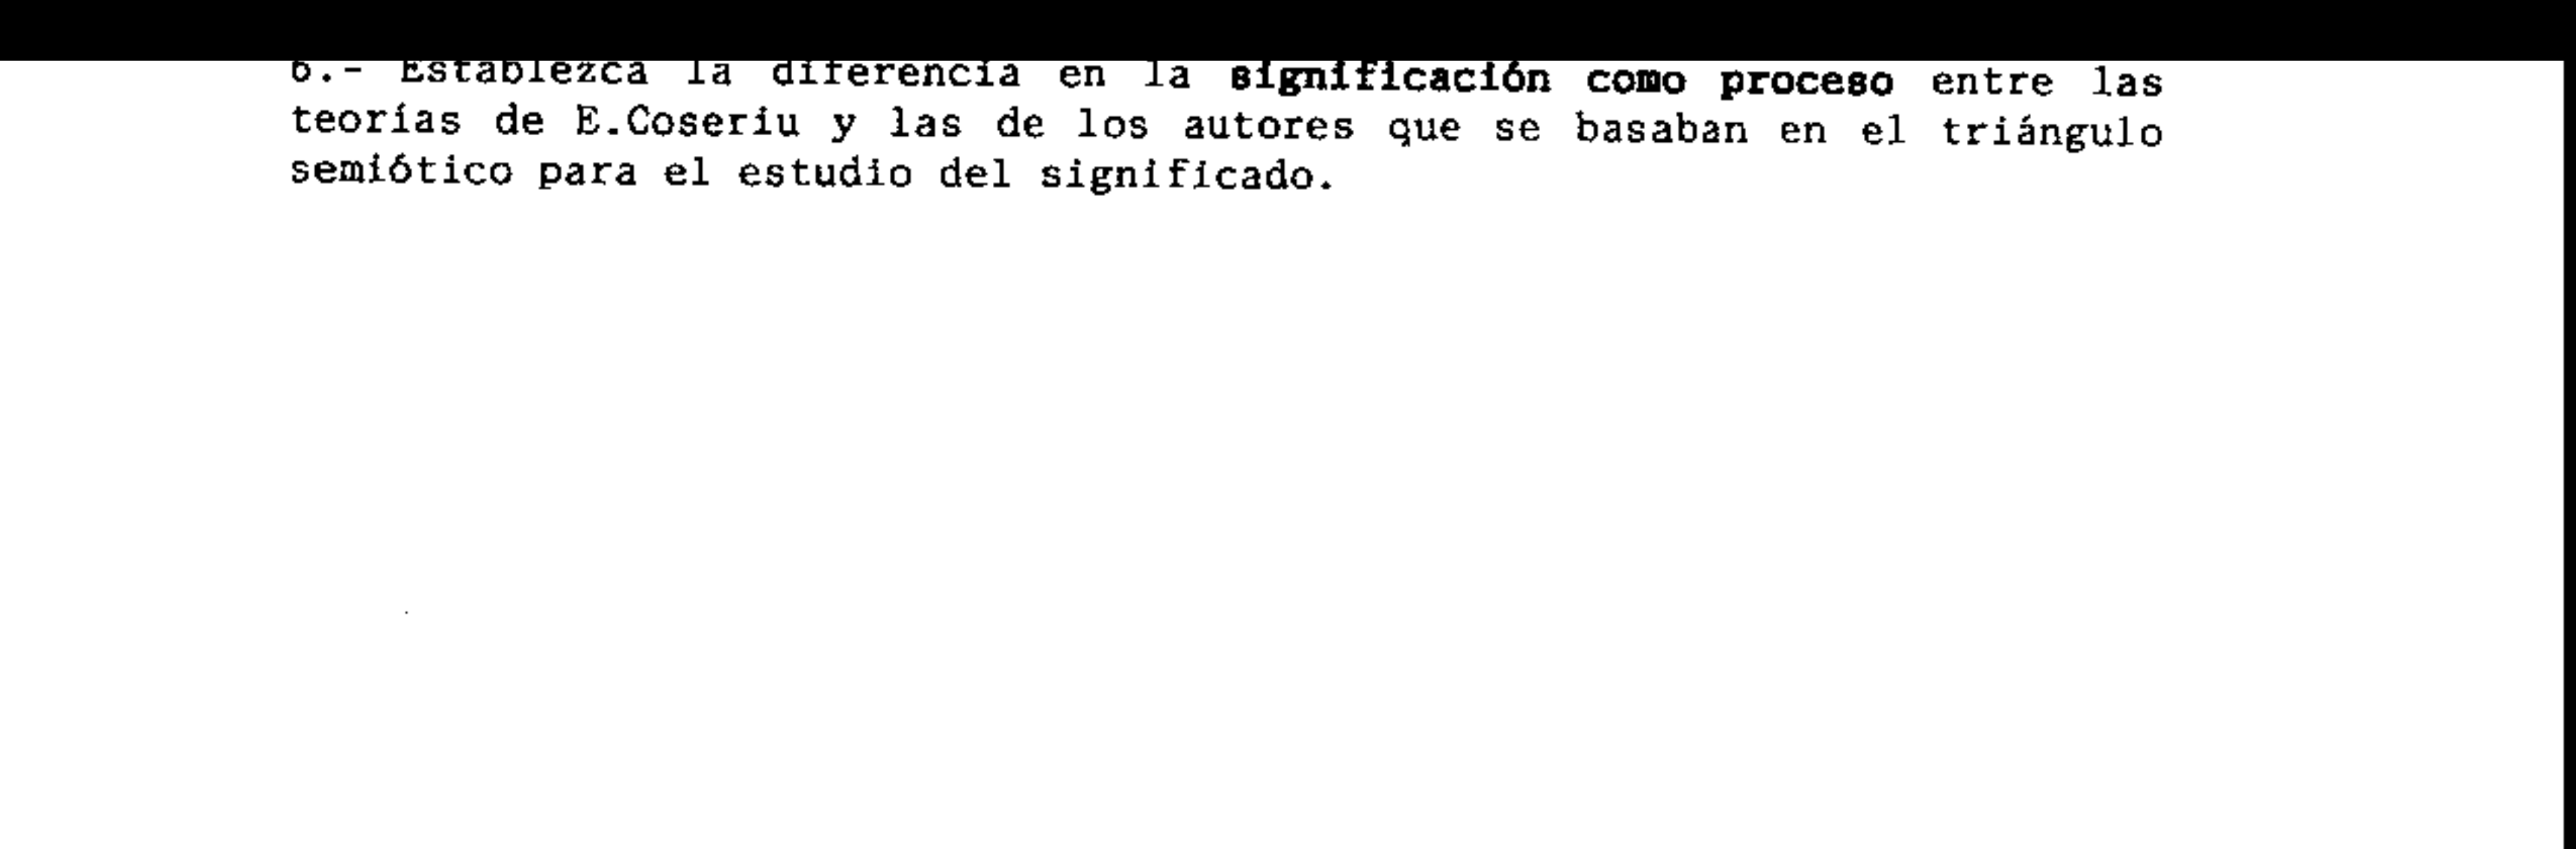 6.- Establezca la diferencia en la significación como proceso entre las
teorías de E.Coseriu y las de los autores que se basaban en el triángulo
semiótico para el estudio del significado.